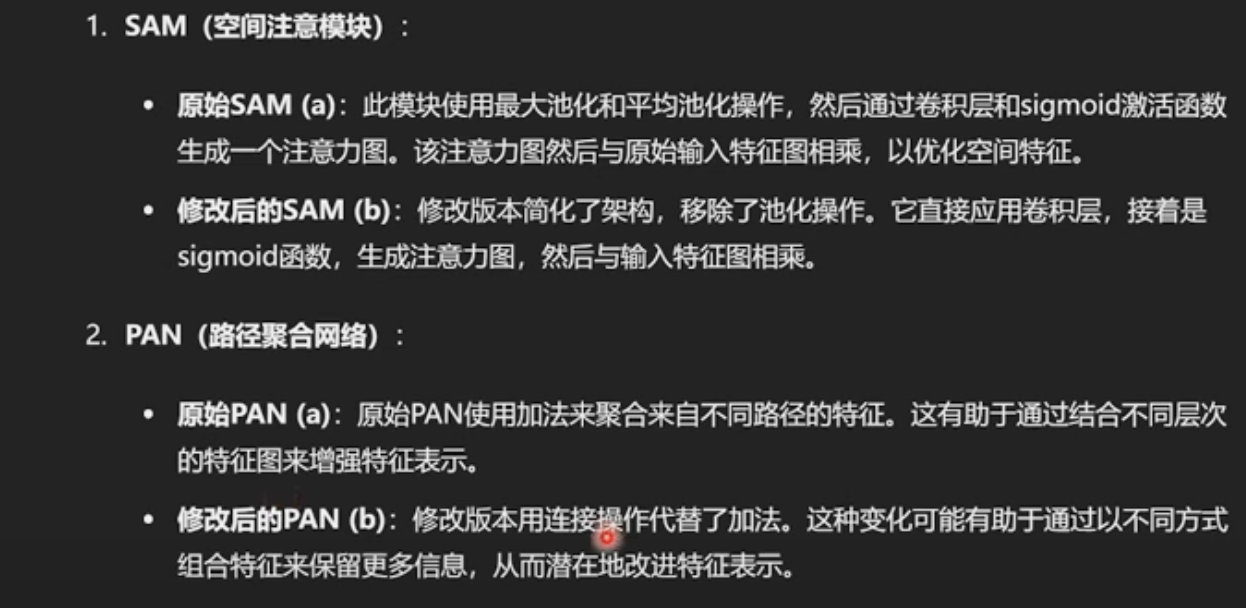 1. SAM（空间注意模块）：
• 原始SAM (a)：此模块使用最大池化和平均池化操作，然后通过卷积层和sigmoid激活函数
生成一个注意力图。该注意力图然后与原始输入特征图相乘，以优化空间特征。
• 修改后的SAM (b)：修改版本简化了架构，移除了池化操作。它直接应用卷积层，接着是
sigmoid函数，生成注意力图，然后与输入特征图相乘。
2. PAN（路径聚合网络）：
• 原始PAN (a)：原始PAN使用加法来聚合来自不同路径的特征。这有助于通过结合不同层次
的特征图来增强特征表示。
• 修改后的PAN (b)：修改版本用连接操作代替了加法。这种变化可能有助于通过以不同方式
组合特征来保留更多信息，从而潜在地改进特征表示。